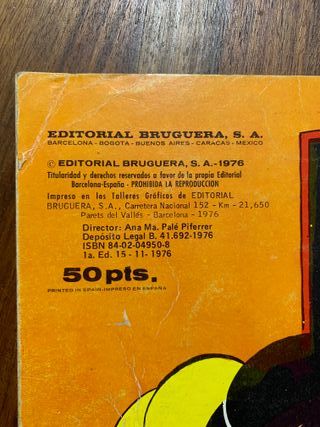 EDITORIAL BRUGUERA, S. A.
BARCELONA - BOGOTA - BUENOS AIRES - CARACAS - MEXICO
© EDITORIAL BRUGUERA, S. A.-1976
Titularidad y derechos reservados a favor de la propia Editorial
Barcelona-España - PROHIBIDA LA REPRODUCCION
Impreso en los Talleres Gráficos de EDITORIAL
BRUGUERA, S. A., Carretera Nacional 152 - Km - 21,650
Parets del Vallés - Barcelona - 1976
Director: Ana Ma. Palé Piferrer
Depósito Legal B. 41.692-1976
ISBN 84-02-04950-8
1a. Ed. 15 - 11 - 1976
50 pts.
PRINTED IN SPAIN-IMPRESO EN ESPAÑA